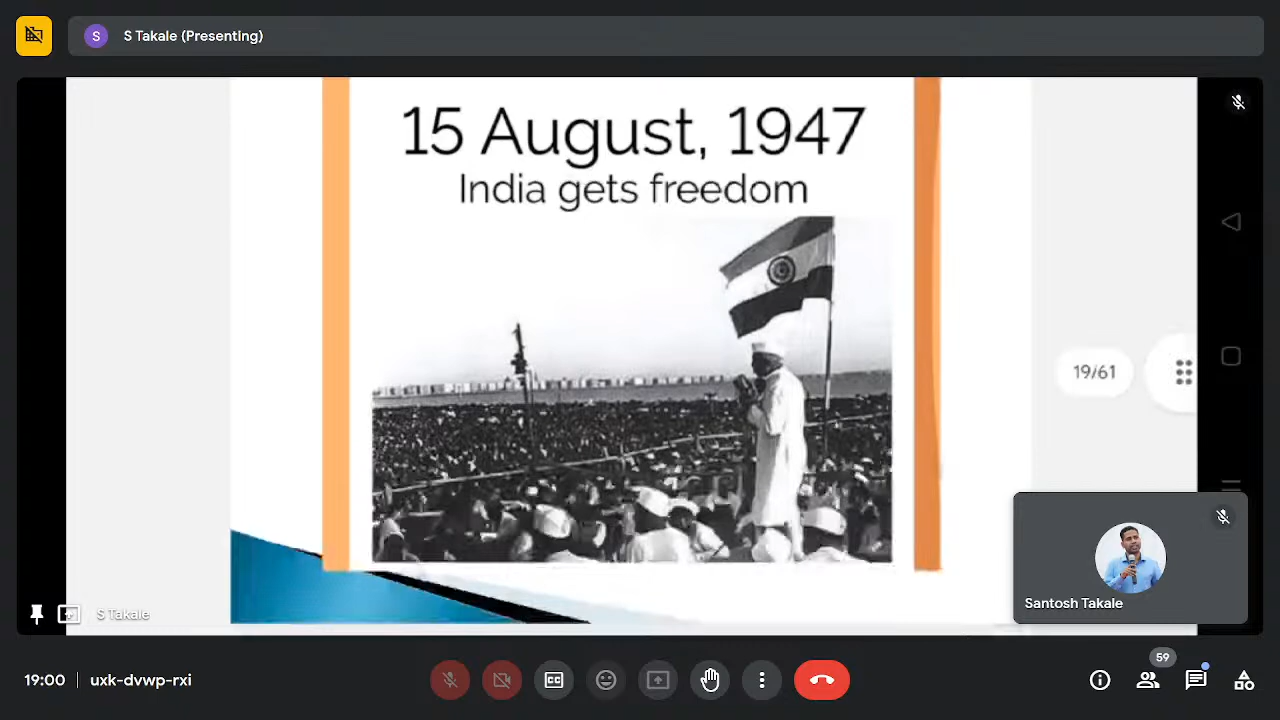 S
S Takale (Presenting)
15 August, 1947
India gets freedom
19/61
S Takale
Santosh Takale
59
19:00
uxk-dvwp-rxi
CC